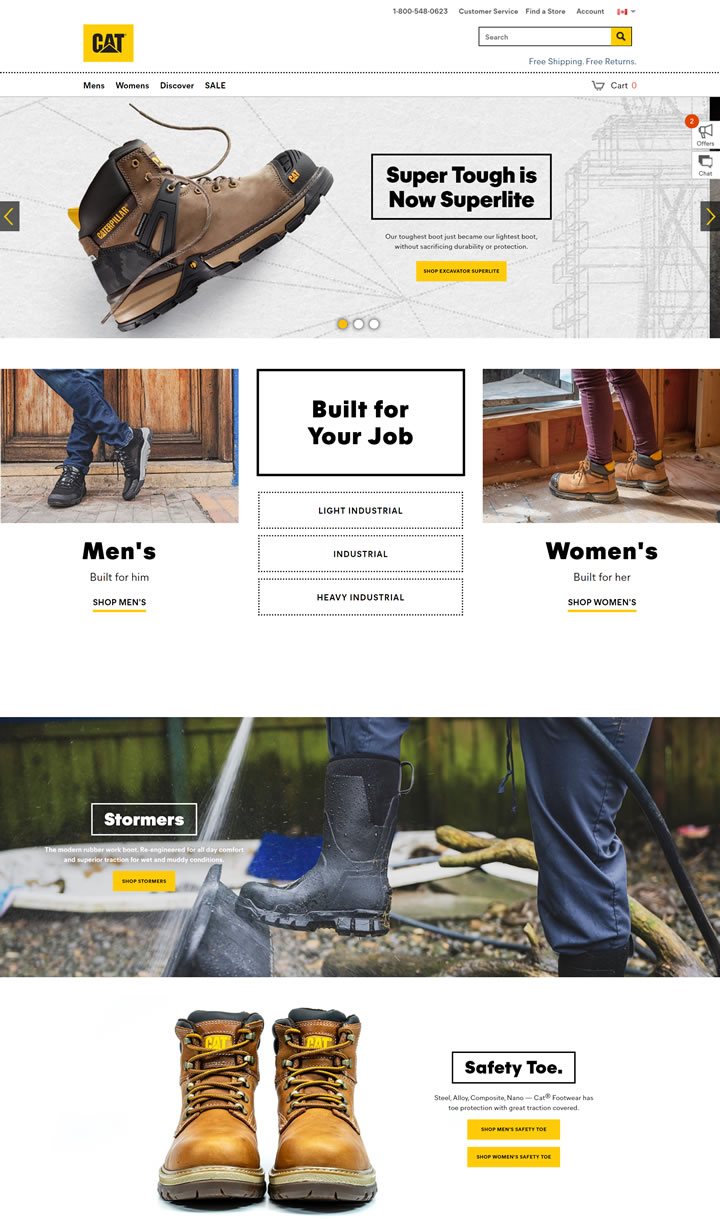 1-800-548-0623 Customer Service Find a Store Account
CAT
Search
Free Shipping. Free Returns.
Mens Womens Discover SALE
Cart 0
2
Offers
Chat
CATERPILLAR
CAT
Super Tough is
Now Superlite
Our toughest boot just became our lightest boot,
without sacrificing durability or protection.
SHOP EXCAVATOR SUPERLITE
Built for
Your Job
LIGHT INDUSTRIAL
INDUSTRIAL
HEAVY INDUSTRIAL
Men's
Built for him
SHOP MEN'S
Women's
Built for her
SHOP WOMEN'S
Stormers
The modern rubber work boot. Re-engineered for all day comfort
and superior traction for wet and muddy conditions.
SHOP STORMERS
CAT
CAT
Safety Toe.
Steel, Alloy, Composite, Nano — Cat® Footwear has
toe protection with great traction covered.
SHOP MEN'S SAFETY TOE
SHOP WOMEN'S SAFETY TOE